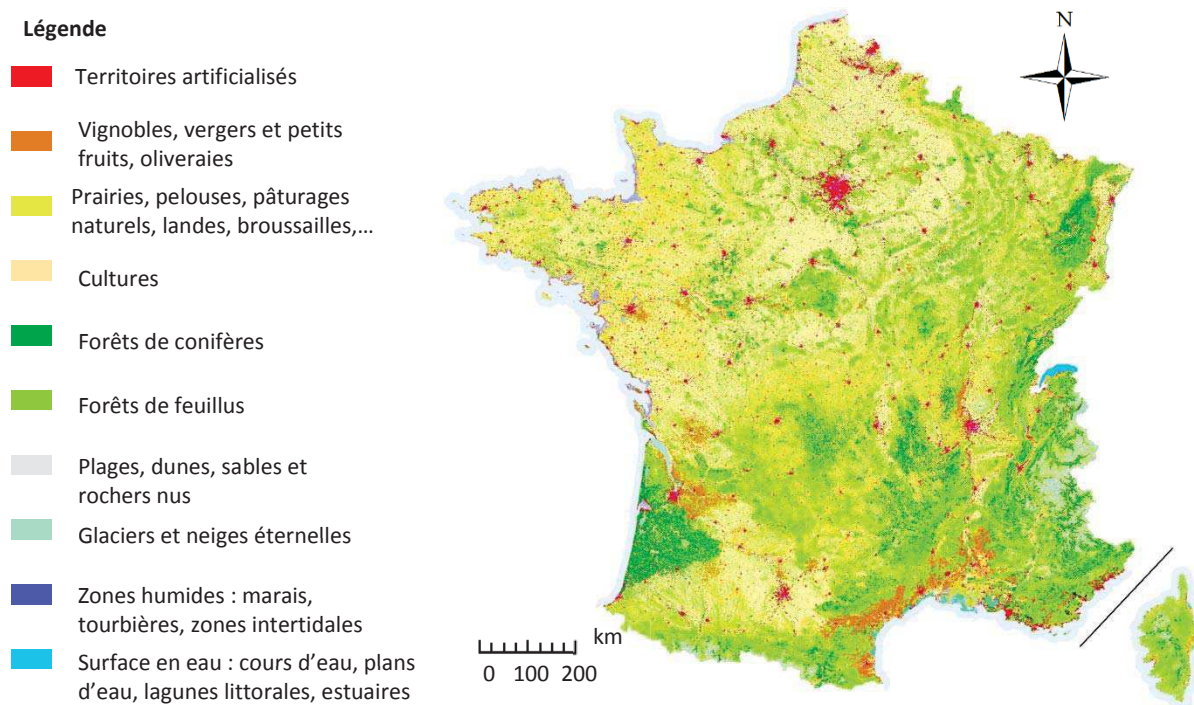 Légende
Territoires artificialisés
Vignobles, vergers et petits
fruits, oliveraies
Prairies, pelouses, pâturages
naturels, landes, broussailles,...
Cultures
Forêts de conifères
Forêts de feuillus
Plages, dunes, sables et
rochers nus
Glaciers et neiges éternelles
Zones humides : marais,
tourbières, zones intertidales
Surface en eau : cours d'eau, plans
d'eau, lagunes littorales, estuaires
N
km
0 100 200